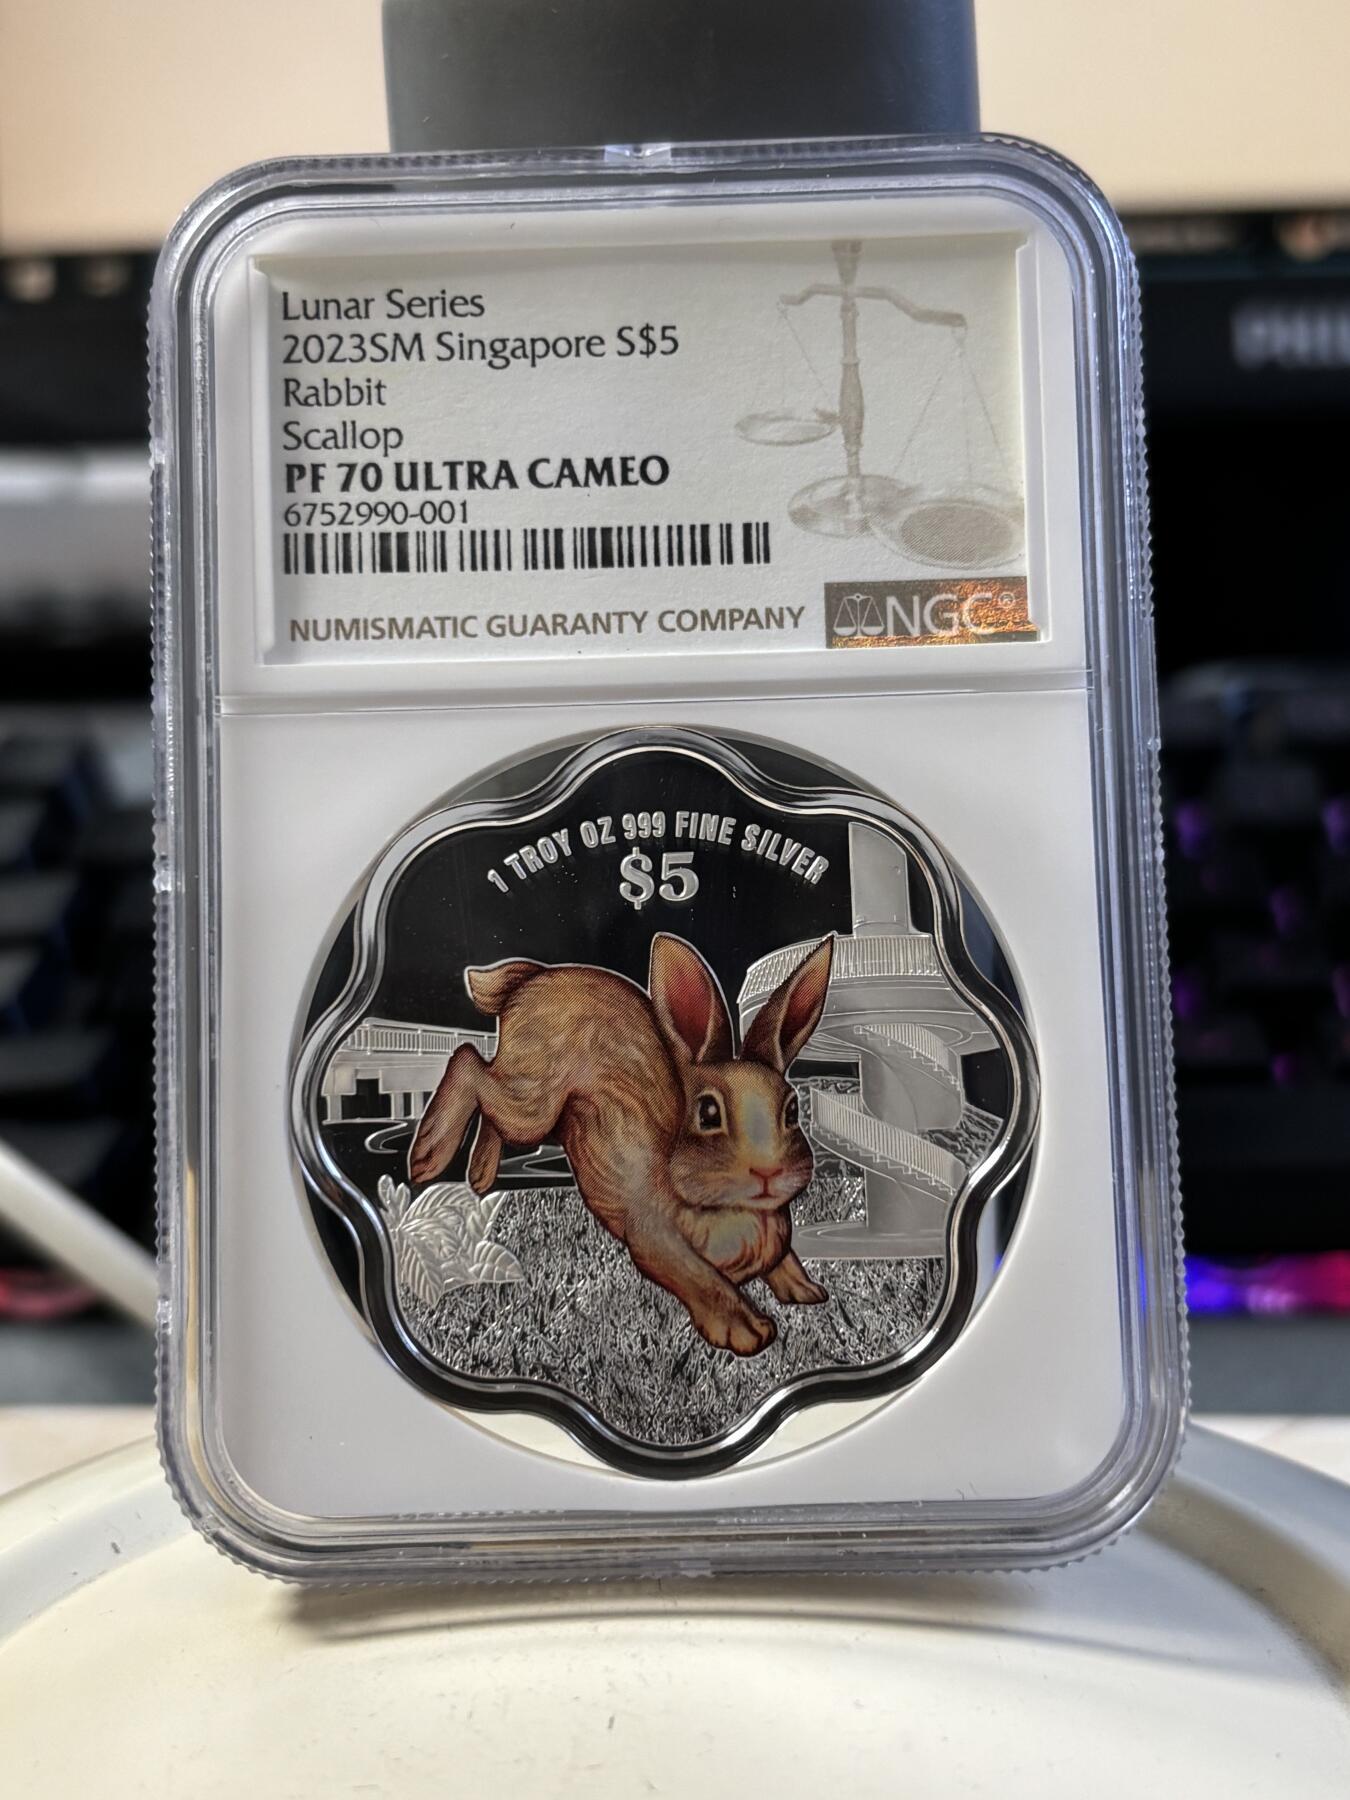 Lunar Series
2023SM Singapore S$5
Rabbit
Scallop
PF 70 ULTRA CAMEO
6752990-001
NUMISMATIC GUARANTY COMPANY
NGC®
1 TROY OZ 999 FINE SILVER
$5